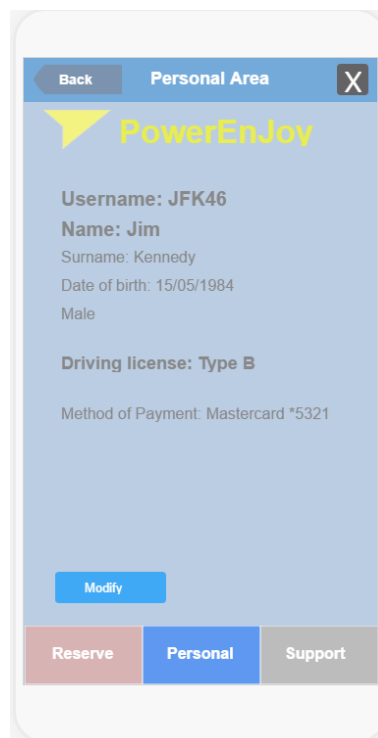 Back
Personal Area
X
PowerEnJoy
Username: JFK46
Name: Jim
Surname: Kennedy
Date of birth: 15/05/1984
Male
Driving license: Type B
Method of Payment: Mastercard *5321
Modify
Reserve
Personal
Support